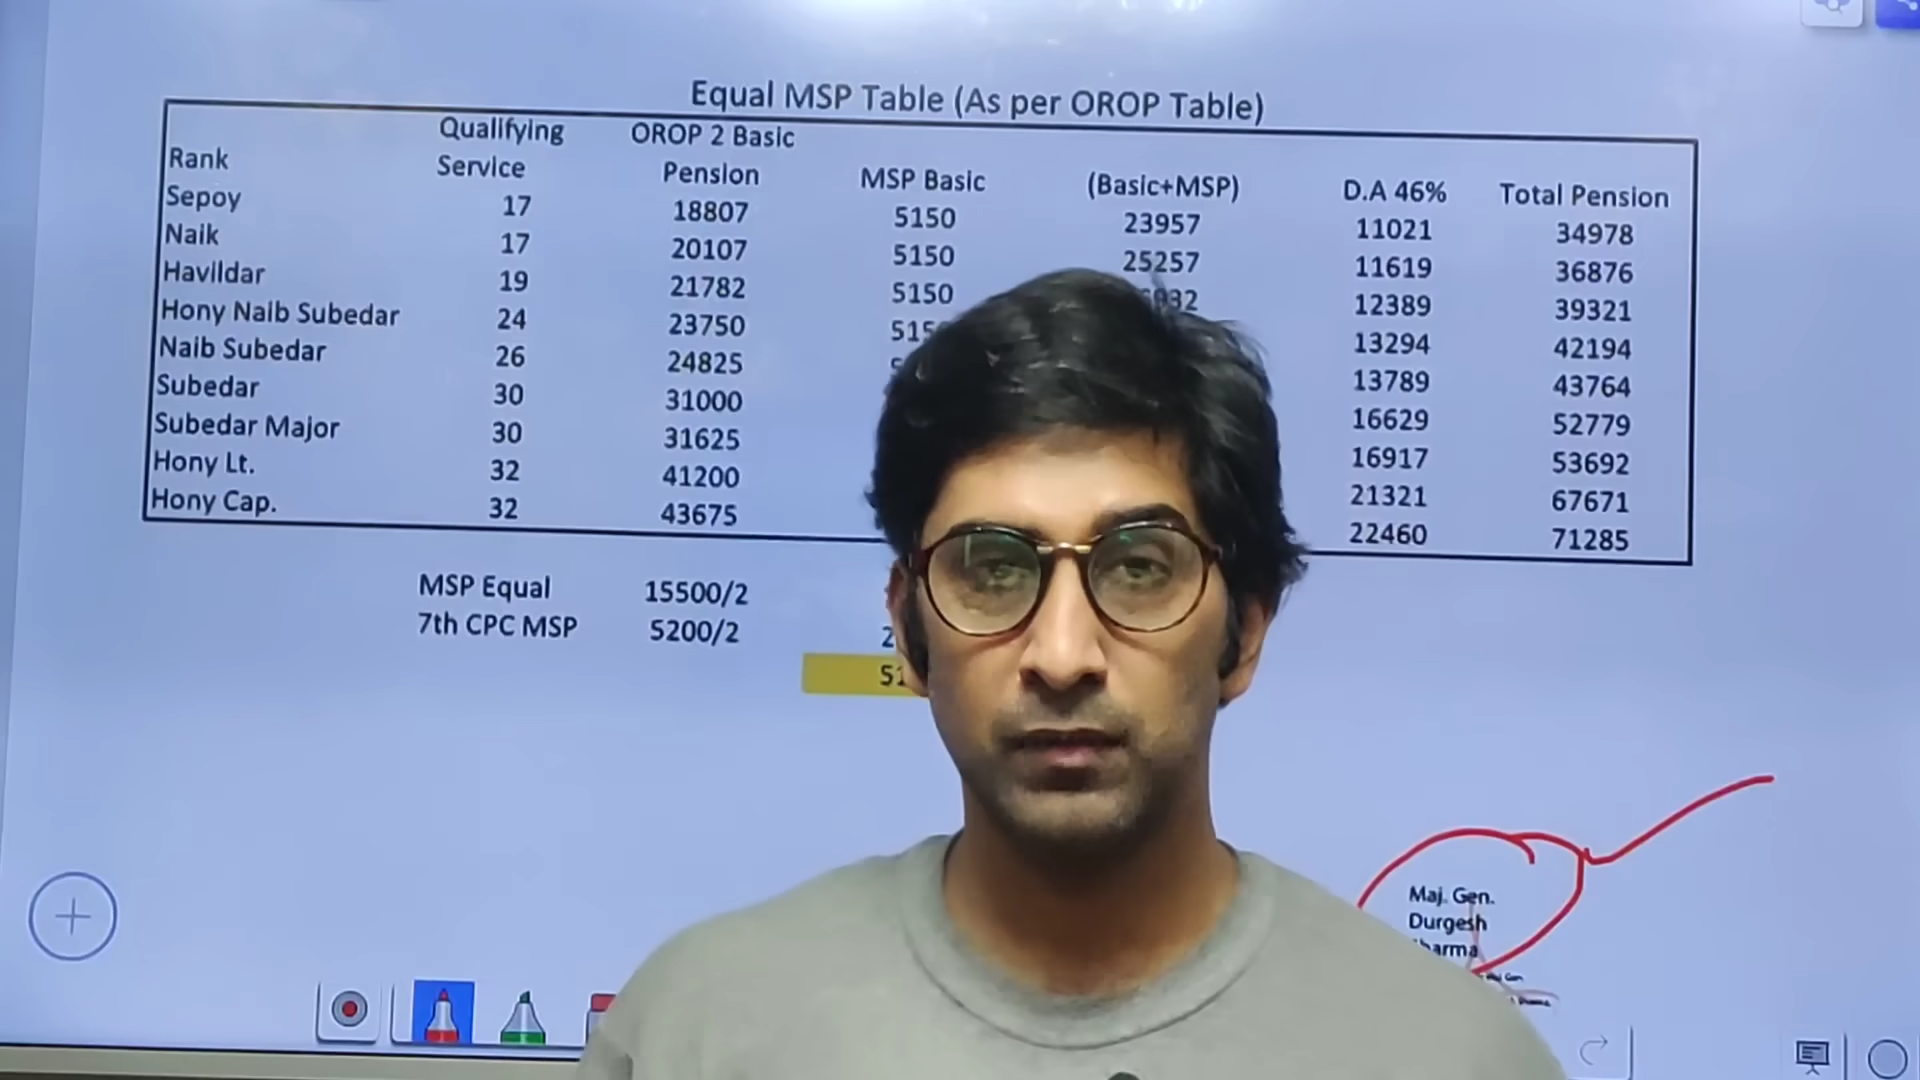 Equal MSP Table (As per OROP Table)
Rank Qualifying Service OROP 2 Basic Pension MSP Basic (Basic+MSP) D.A 46% Total Pension
Sepoy 17 18807 5150 23957 11021 34978
Naik 17 20107 5150 25257 11619 36876
Havildar 19 21782 5150 12389 39321
Hony Naib Subedar 24 23750 13294 42194
Naib Subedar 26 24825 13789 43764
Subedar 30 31000 16629 52779
Subedar Major 30 31625 16917 53692
Hony Lt. 32 41200 21321 67671
Hony Cap. 32 43675 22460 71285
MSP Equal 15500/2
7th CPC MSP 5200/2
Maj. Gen.
Durgesh